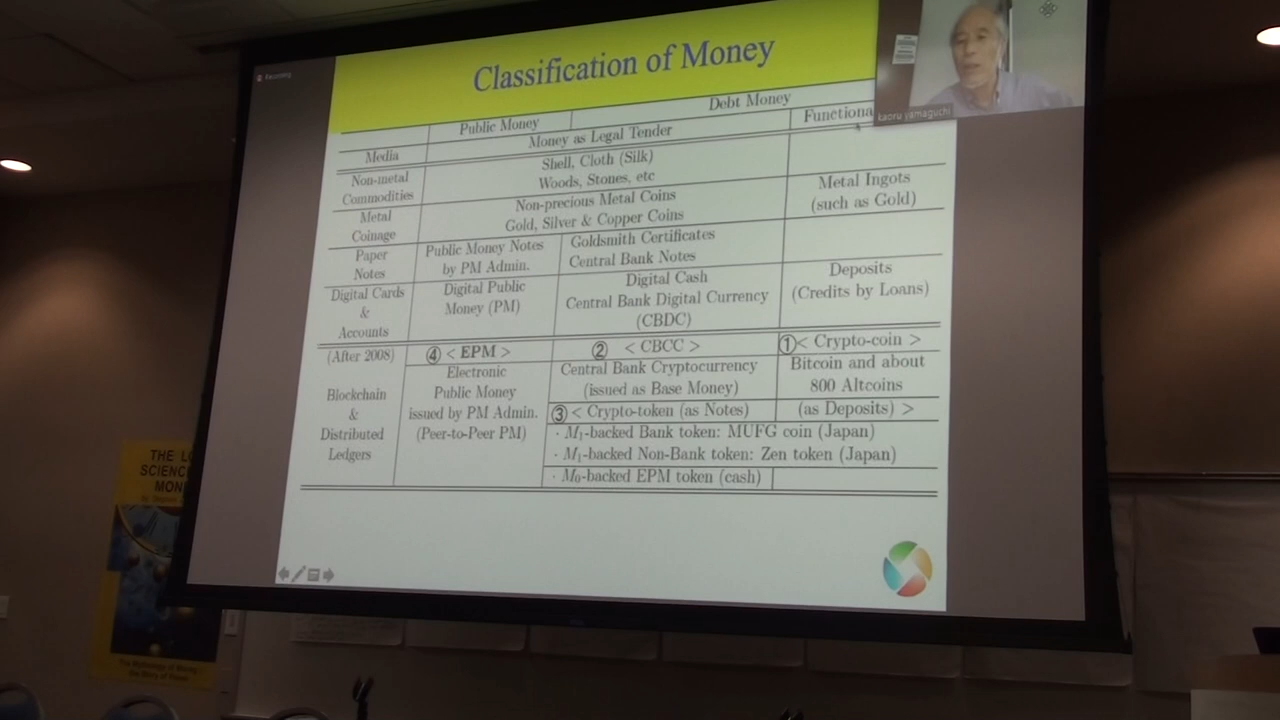 Classification of Money
kaoru yamaguchi
Public Money
Debt Money
Media
Money as Legal Tender
Functiona
Non-metal
Commodities
Shell, Cloth (Silk)
Woods, Stones, etc
Metal
Coinage
Non-precious Metal Coins
Gold, Silver & Copper Coins
Metal Ingots
(such as Gold)
Paper
Notes
Public Money Notes
by PM Admin.
Goldsmith Certificates
Central Bank Notes
Digital Cards
&
Accounts
Digital Public
Money (PM)
Digital Cash
Central Bank Digital Currency
(CBDC)
Deposits
(Credits by Loans)
(After 2008)
Blockchain
&
Distributed
Ledgers
④ < EPM >
Electronic
Public Money
issued by PM Admin.
(Peer-to-Peer PM)
② < CBCC >
Central Bank Cryptocurrency
(issued as Base Money)
① < Crypto-coin >
Bitcoin and about
800 Altcoins
③ < Crypto-token (as Notes)
(as Deposits) >
· M₁-backed Bank token: MUFG coin (Japan)
· M₁-backed Non-Bank token: Zen token (Japan)
· M₀-backed EPM token (cash)
THE LO
SCIENC
MON